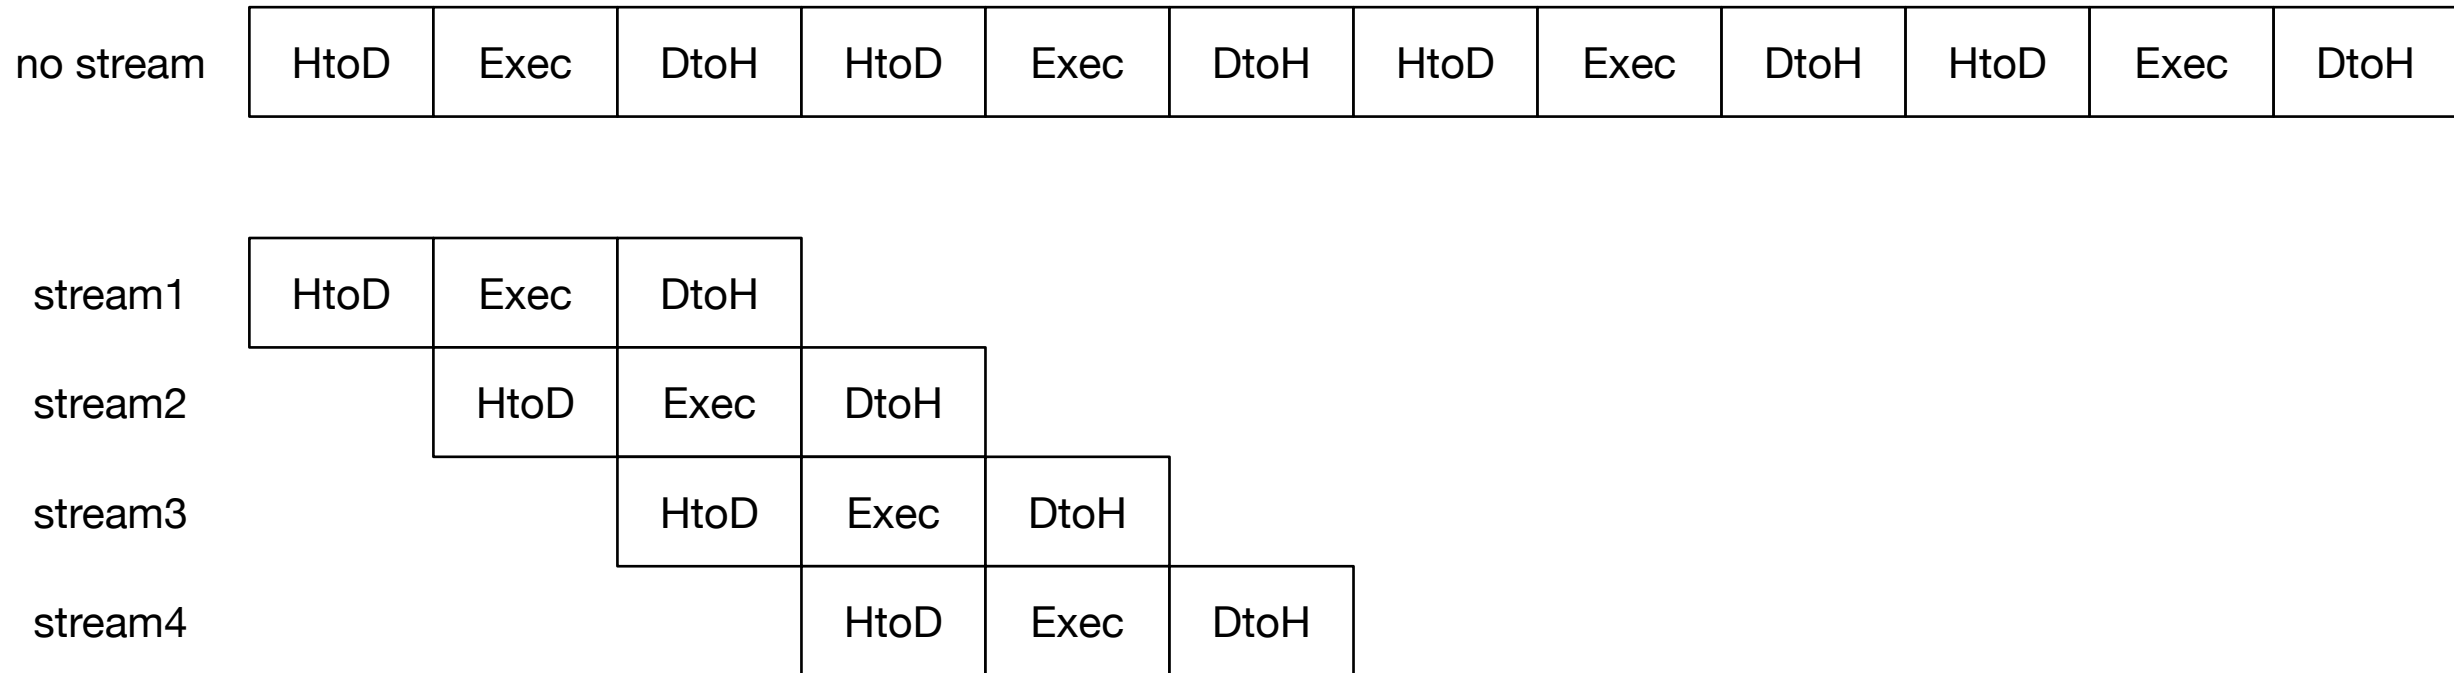 no stream HtoD Exec DtoH HtoD Exec DtoH HtoD Exec DtoH HtoD Exec DtoH
stream1 HtoD Exec DtoH
stream2 HtoD Exec DtoH
stream3 HtoD Exec DtoH
stream4 HtoD Exec DtoH